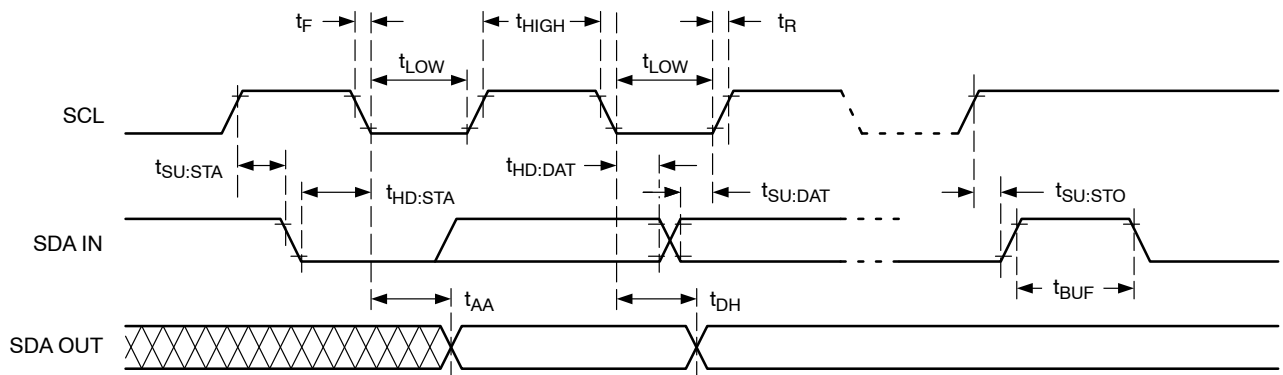 tF
tHIGH
tR
tLOW
tLOW
SCL
tSU:STA
tHD:STA
tHD:DAT
tSU:DAT
tSU:STO
SDA IN
tBUF
tAA
tDH
SDA OUT